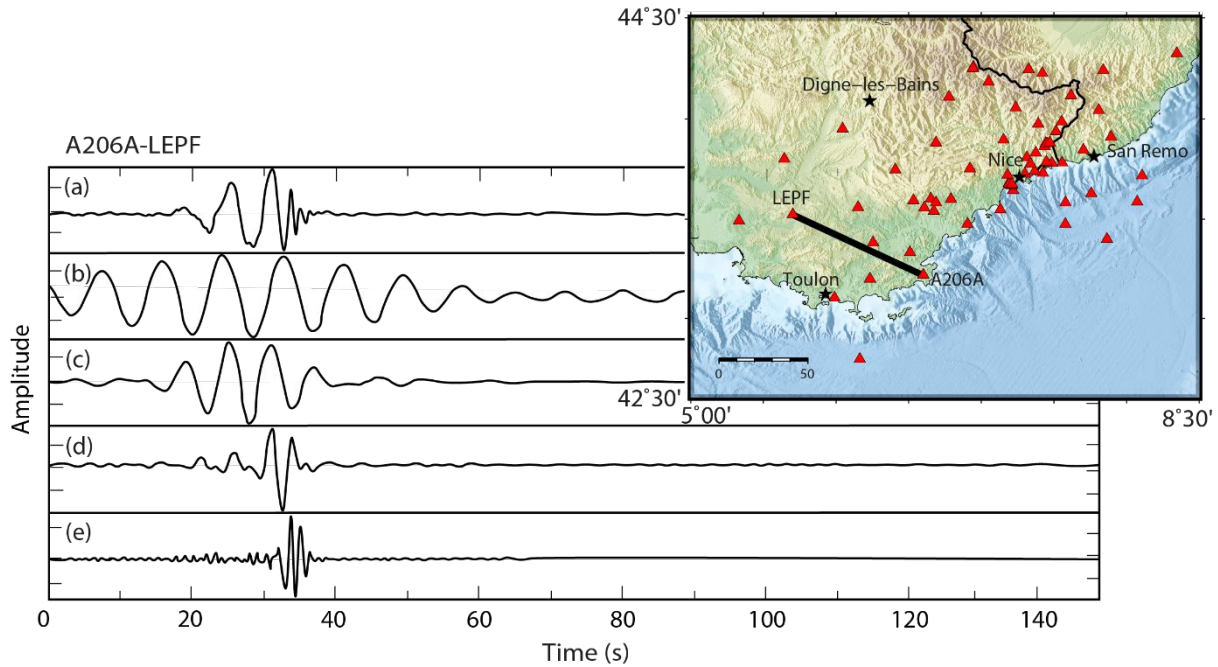 A206A-LEPF
(a)
(b)
(c)
(d)
(e)
Amplitude
0 20 40 60 80 100 120 140
Time (s)
44°30'
42°30'
5°00' 8°30'
Digne–les–Bains
Nice
San Remo
LEPF
Toulon
A206A
0 50